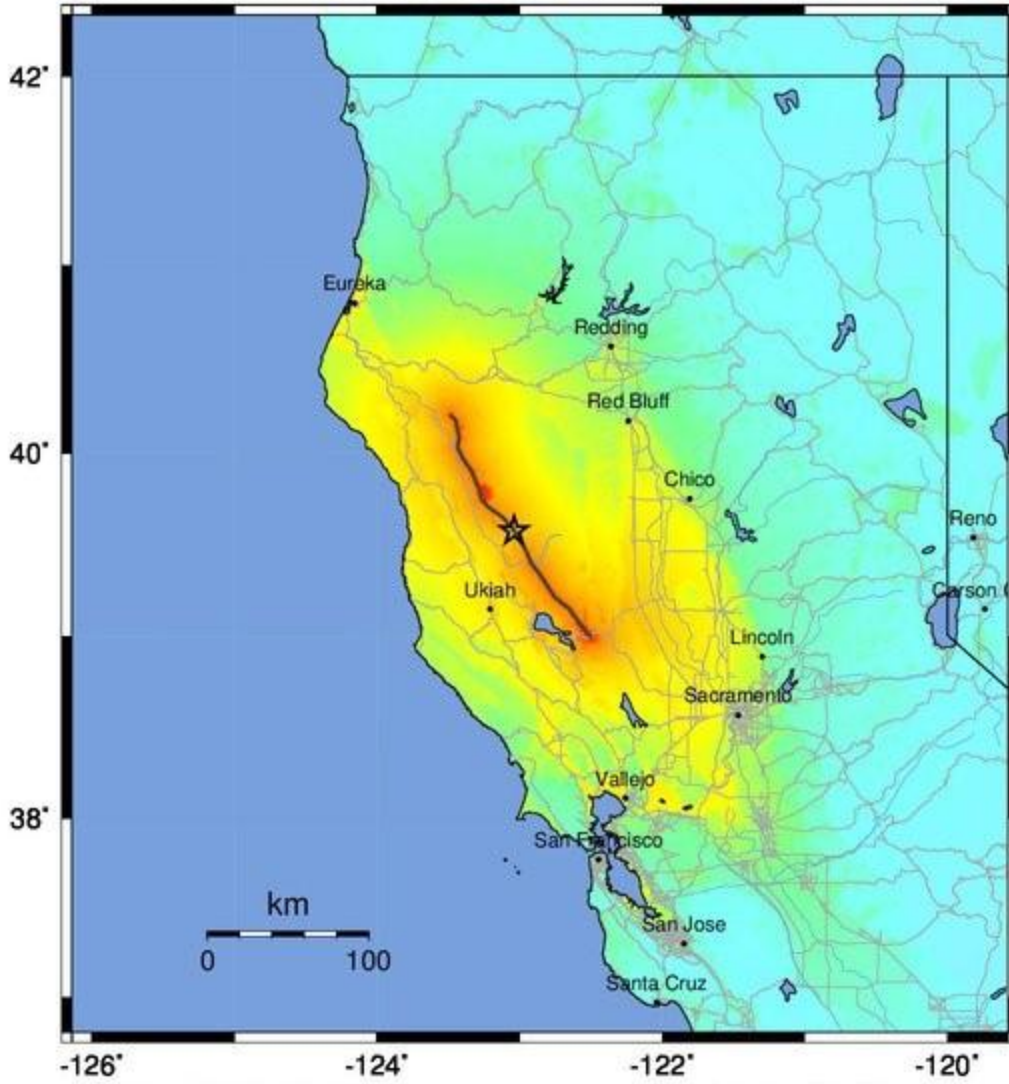 42°
Eureka
Redding
Red Bluff
40°
Chico
Reno
Ukiah
Carson C
Lincoln
Sacramento
Vallejo
38°
San Francisco
km
San Jose
0 100
Santa Cruz
-126° -124° -122° -120°